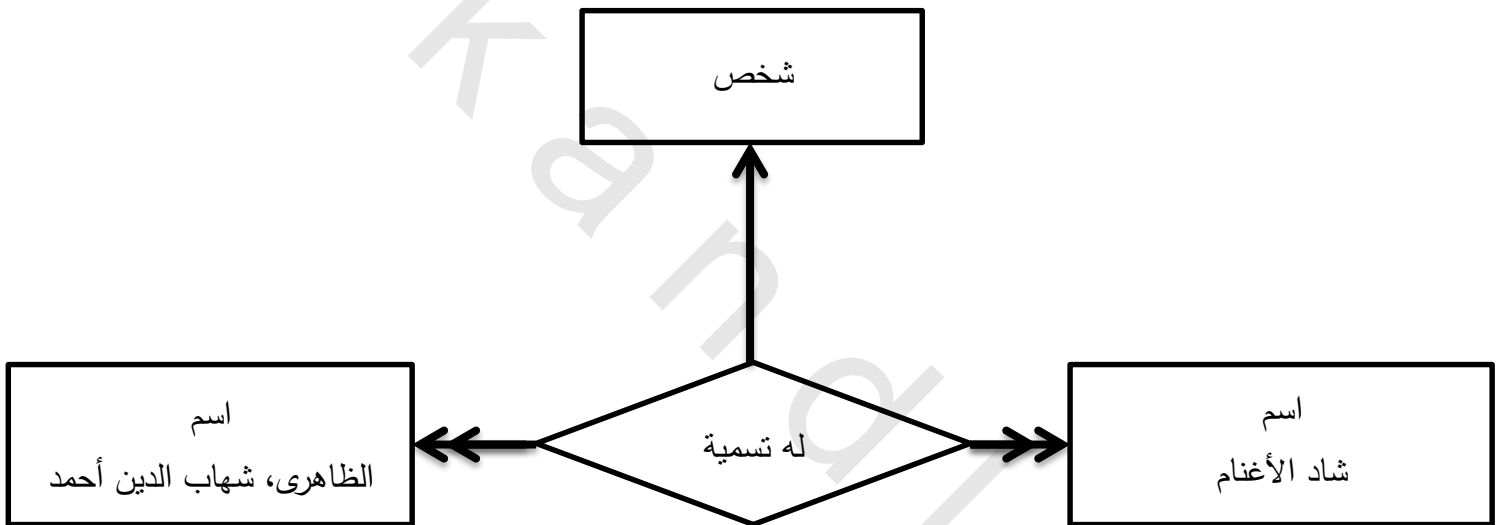 شخص
اسم
شاد الأغنام
له تسمية
اسم
الظاهرى، شهاب الدين أحمد
k a n d l